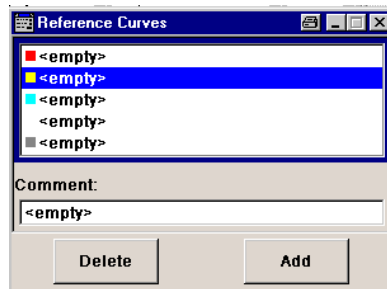 Reference Curves
<empty>
<empty>
<empty>
<empty>
<empty>
Comment:
<empty>
Delete
Add